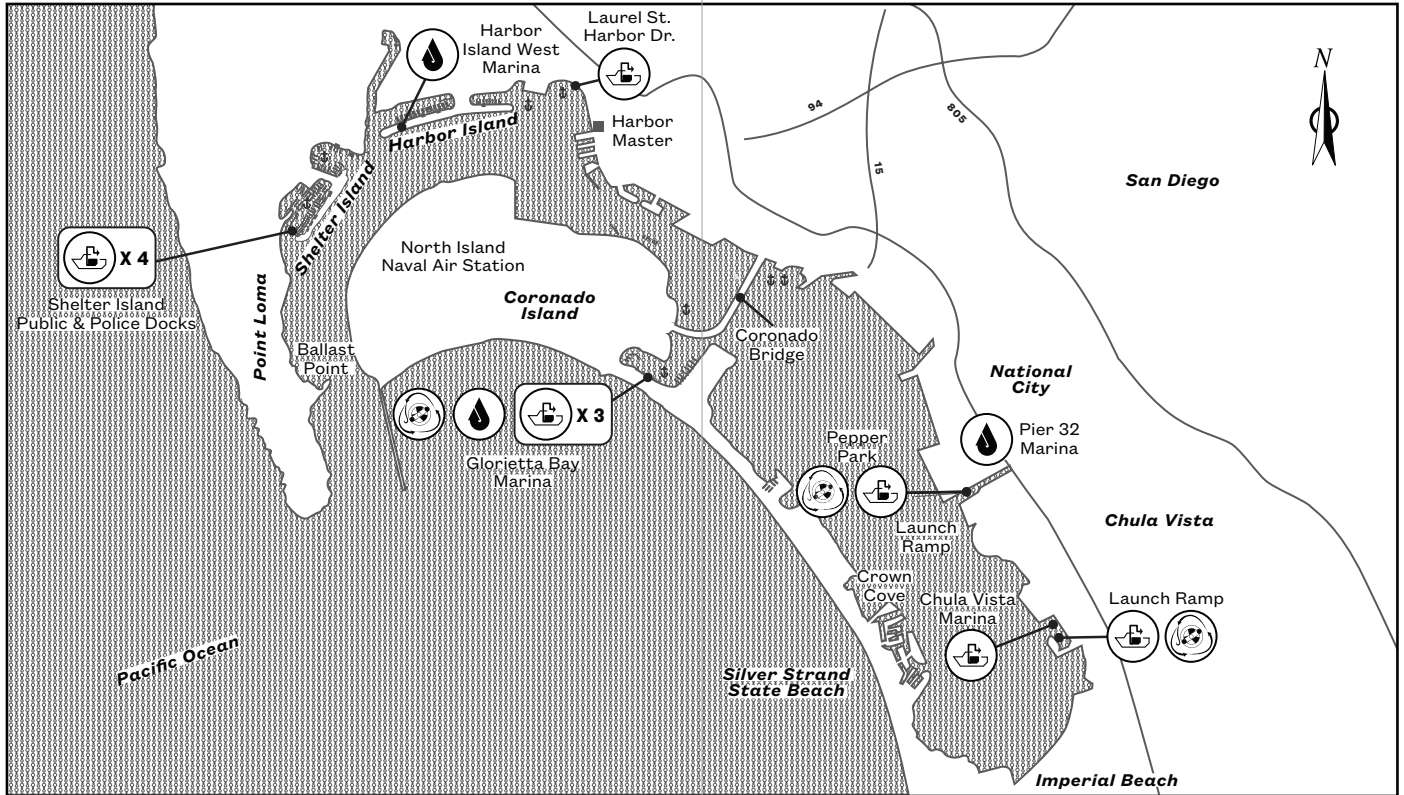 Harbor
Island West
Marina
Laurel St.
Harbor Dr.
94
805
15
N
Harbor Island
Harbor
Master
San Diego
Shelter Island
X 4
Shelter Island
Public & Police Docks
North Island
Naval Air Station
Coronado
Island
Point Loma
Ballast
Point
Coronado
Bridge
National
City
X 3
Glorietta Bay
Marina
Pepper
Park
Pier 32
Marina
Launch
Ramp
Chula Vista
Crown
Cove
Chula Vista
Marina
Launch Ramp
Pacific Ocean
Silver Strand
State Beach
Imperial Beach